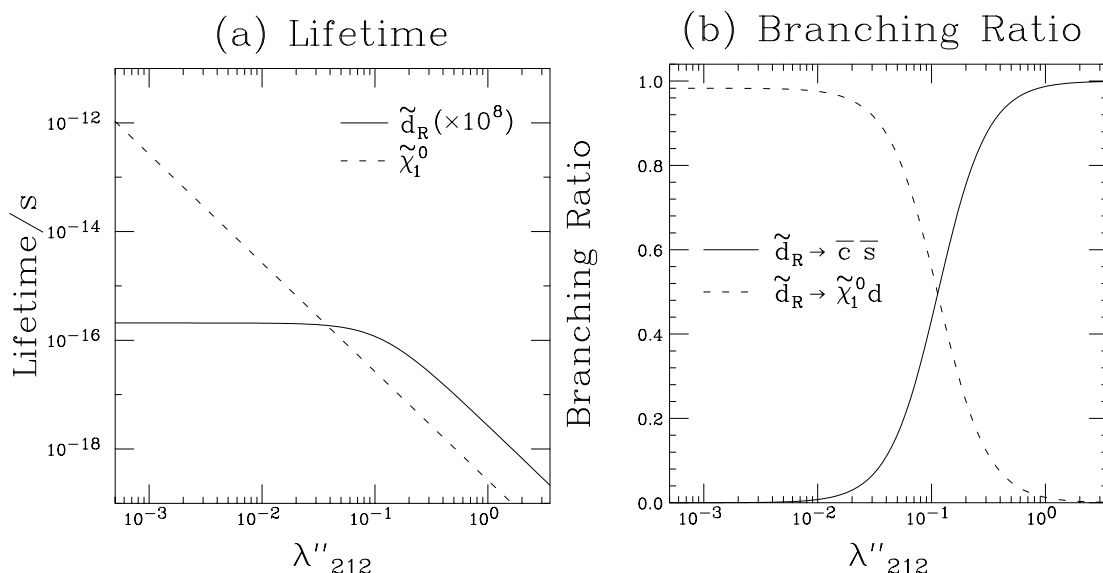 (a) Lifetime
Lifetime/s
10⁻¹²
10⁻¹⁴
10⁻¹⁶
10⁻¹⁸
d̃_R (×10⁸)
χ̃₁⁰
10⁻³ 10⁻² 10⁻¹ 10⁰
λ''₂₁₂
(b) Branching Ratio
Branching Ratio
1.0
0.8
0.6
0.4
0.2
0.0
d̃_R → c̅ s̅
d̃_R → χ̃₁⁰d
10⁻³ 10⁻² 10⁻¹ 10⁰
λ''₂₁₂